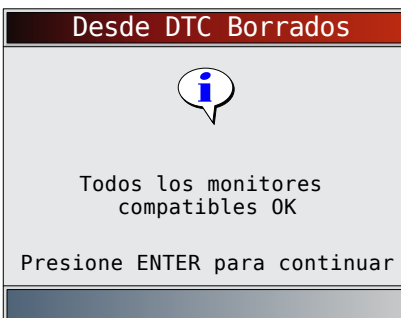 Desde DTC Borrados
i
Todos los monitores
compatibles OK
Presione ENTER para continuar